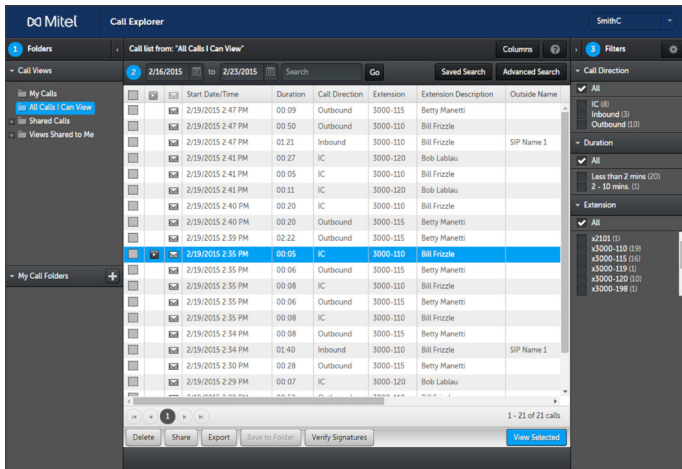 Mitel Call Explorer SmithC
1 Folders Call list from: "All Calls I Can View" Columns ? 3 Filters
Call Views 2 2/16/2015 to 2/23/2015 Search Go Saved Search Advanced Search Call Direction
My Calls
All Calls I Can View
Shared Calls
Views Shared to Me
My Call Folders +
Start Date/Time Duration Call Direction Extension Extension Description Outside Name
2/19/2015 2:47 PM 00:09 Outbound 3000-115 Betty Manetti
2/19/2015 2:47 PM 00:50 Outbound 3000-110 Bill Frizzle
2/19/2015 2:47 PM 01:21 Inbound 3000-110 Bill Frizzle SIP Name 1
2/19/2015 2:41 PM 00:27 IC 3000-120 Bob Lablau
2/19/2015 2:41 PM 00:05 IC 3000-110 Bill Frizzle
2/19/2015 2:41 PM 00:11 IC 3000-120 Bob Lablau
2/19/2015 2:40 PM 00:20 IC 3000-110 Bill Frizzle
2/19/2015 2:40 PM 00:20 Outbound 3000-115 Betty Manetti
2/19/2015 2:39 PM 02:22 Outbound 3000-115 Betty Manetti
2/19/2015 2:35 PM 00:05 IC 3000-110 Bill Frizzle
2/19/2015 2:35 PM 00:06 Outbound 3000-115 Betty Manetti
2/19/2015 2:35 PM 00:08 IC 3000-110 Bill Frizzle
2/19/2015 2:35 PM 00:06 Outbound 3000-115 Betty Manetti
2/19/2015 2:35 PM 00:08 IC 3000-110 Bill Frizzle
2/19/2015 2:34 PM 00:08 Outbound 3000-115 Betty Manetti
2/19/2015 2:34 PM 01:40 Inbound 3000-110 Bill Frizzle SIP Name 1
2/19/2015 2:30 PM 00:28 Outbound 3000-115 Betty Manetti
2/19/2015 2:29 PM 00:07 IC 3000-120 Bob Lablau
1 1 - 21 of 21 calls
Delete Share Export Save to Folder Verify Signatures View Selected
All
IC (8)
Inbound (3)
Outbound (10)
Duration
All
Less than 2 mins (20)
2 - 10 mins. (1)
Extension
All
x2101 (1)
x3000-110 (19)
x3000-115 (16)
x3000-119 (1)
x3000-120 (10)
x3000-198 (1)